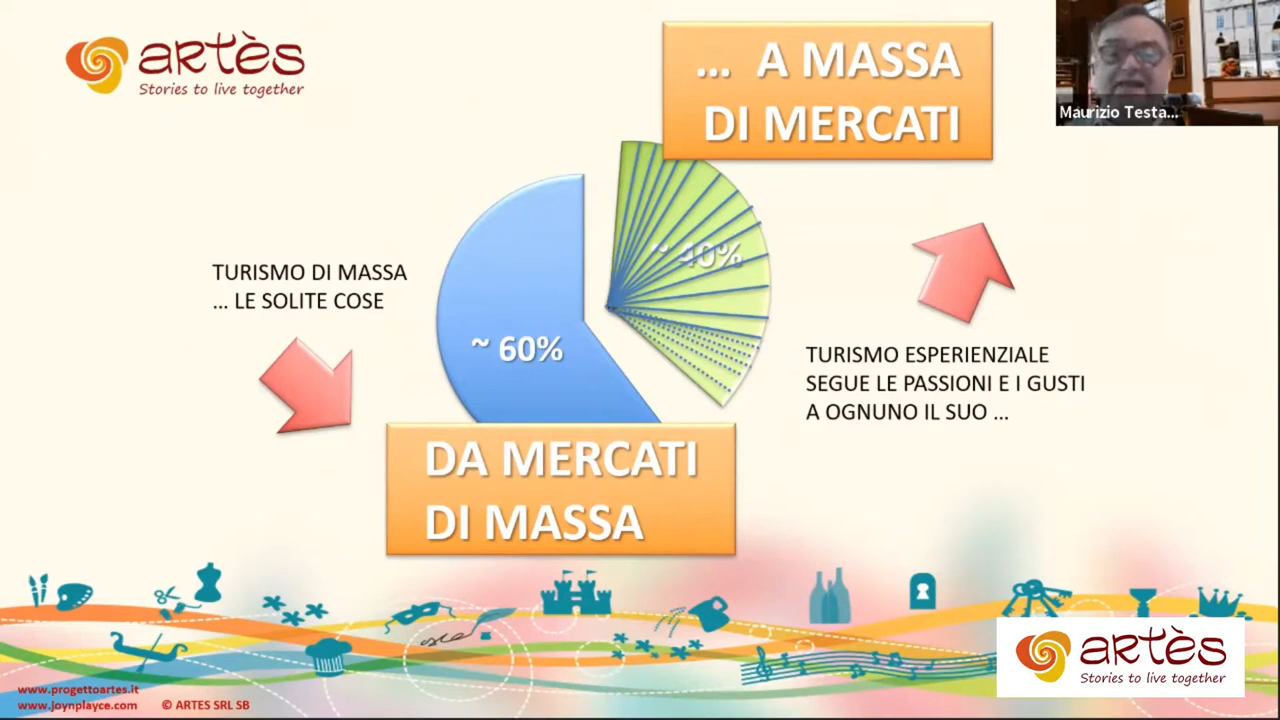 artès
Stories to live together
... A MASSA
DI MERCATI
Maurizio Testa...
~ 40%
TURISMO DI MASSA
... LE SOLITE COSE
~ 60%
TURISMO ESPERIENZIALE
SEGUE LE PASSIONI E I GUSTI
A OGNUNO IL SUO ...
DA MERCATI
DI MASSA
artès
Stories to live together
www.progettoartes.it
www.joynplayce.com © ARTES SRL SB